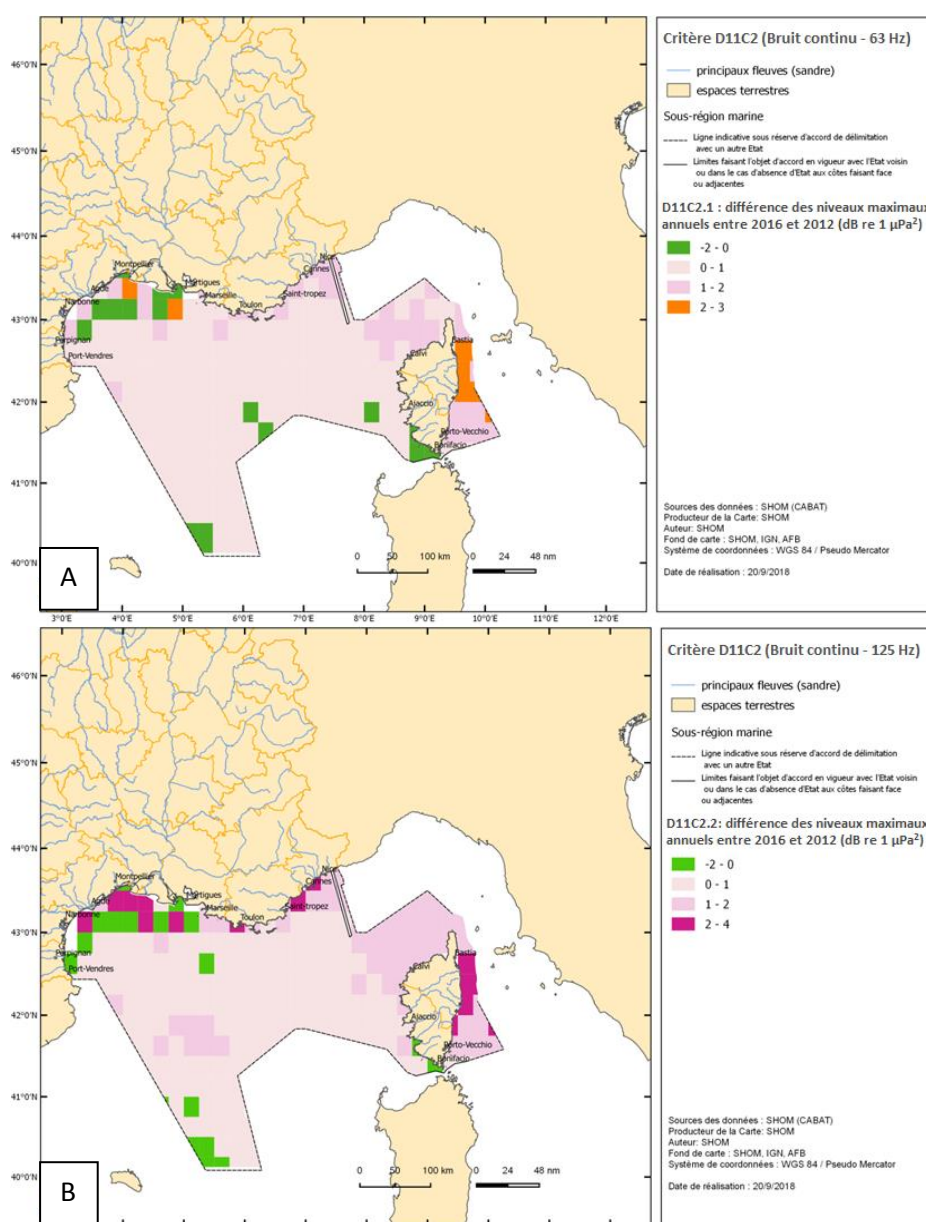 46°0'N
45°0'N
44°0'N
43°0'N
42°0'N
41°0'N
40°0'N
Montpellier
Agde
Narbonne
Perpignan
Port-Vendres
Martigues
Marseille
Toulon
Saint-tropez
Cannes
Nice
Bastia
Calvi
Ajaccio
Porto-Vecchio
Bonifacio
0 50 100 km
0 24 48 nm
A
3°0'E 4°0'E 5°0'E 6°0'E 7°0'E 8°0'E 9°0'E 10°0'E 11°0'E 12°0'E
Critère D11C2 (Bruit continu - 63 Hz)
principaux fleuves (sandre)
espaces terrestres
Sous-région marine
Ligne indicative sous réserve d'accord de délimitation
avec un autre Etat
Limites faisant l'objet d'accord en vigueur avec l'Etat voisin
ou dans le cas d'absence d'Etat aux côtes faisant face
ou adjacentes
D11C2.1 : différence des niveaux maximaux
annuels entre 2016 et 2012 (dB re 1 µPa²)
-2 - 0
0 - 1
1 - 2
2 - 3
Sources des données : SHOM (CABAT)
Producteur de la Carte: SHOM
Auteur: SHOM
Fond de carte : SHOM, IGN, AFB
Système de coordonnées : WGS 84 / Pseudo Mercator
Date de réalisation : 20/9/2018
46°0'N
45°0'N
44°0'N
43°0'N
42°0'N
41°0'N
40°0'N
Montpellier
Agde
Narbonne
Perpignan
Port-Vendres
Martigues
Marseille
Toulon
Saint-tropez
Cannes
Nice
Bastia
Calvi
Ajaccio
Porto-Vecchio
Bonifacio
0 50 100 km
0 24 48 nm
B
Critère D11C2 (Bruit continu - 125 Hz)
principaux fleuves (sandre)
espaces terrestres
Sous-région marine
Ligne indicative sous réserve d'accord de délimitation
avec un autre Etat
Limites faisant l'objet d'accord en vigueur avec l'Etat voisin
ou dans le cas d'absence d'Etat aux côtes faisant face
ou adjacentes
D11C2.2: différence des niveaux maximaux
annuels entre 2016 et 2012 (dB re 1 µPa²)
-2 - 0
0 - 1
1 - 2
2 - 4
Sources des données : SHOM (CABAT)
Producteur de la Carte: SHOM
Auteur: SHOM
Fond de carte : SHOM, IGN, AFB
Système de coordonnées : WGS 84 / Pseudo Mercator
Date de réalisation : 20/9/2018